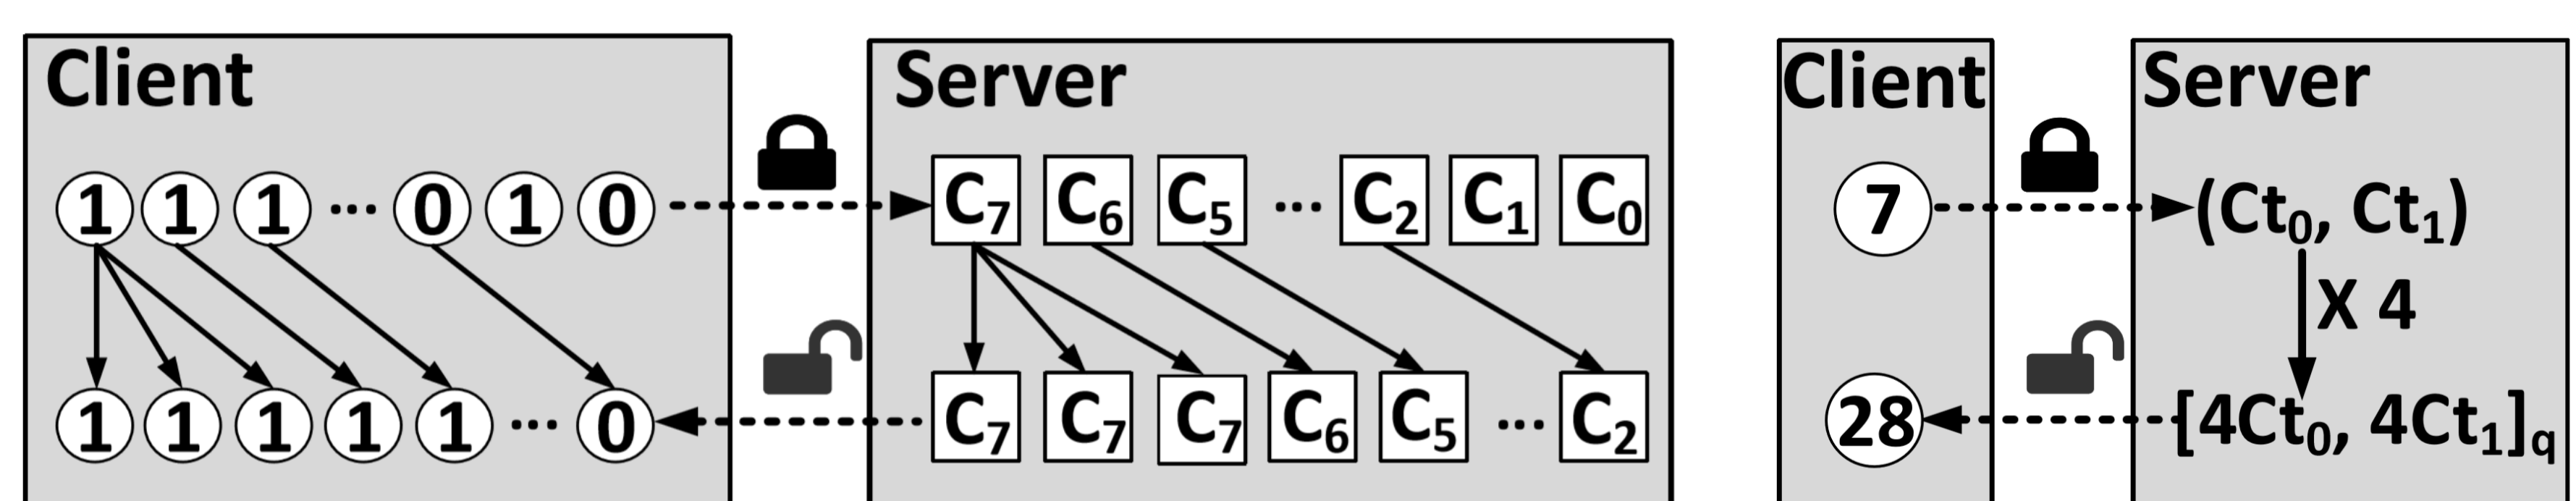 Client
1 1 1 ... 0 1 0
1 1 1 1 1 ... 0
Server
C7 C6 C5 ... C2 C1 C0
C7 C7 C7 C6 C5 ... C2
Client
7
28
Server
(Ct0, Ct1)
X 4
[4Ct0, 4Ct1]q